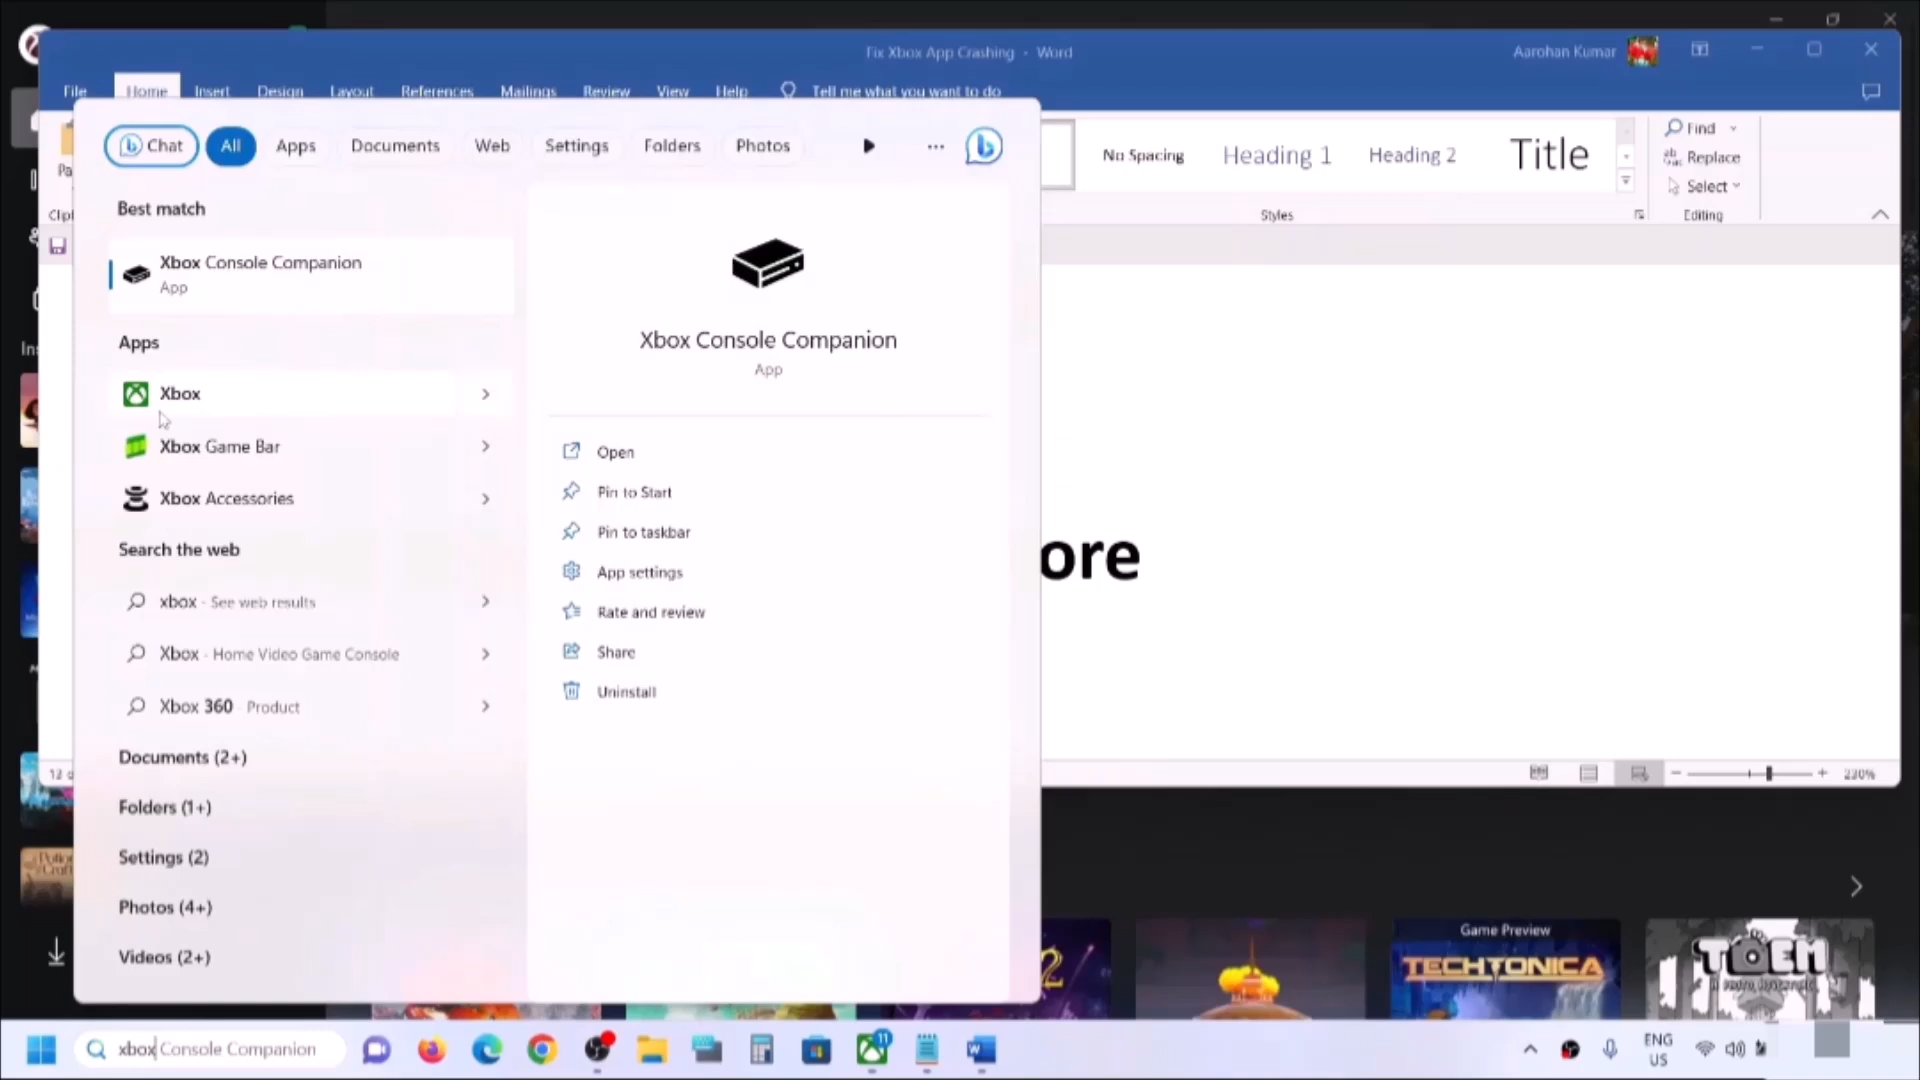 Fix Xbox App Crashing - Word
Aarohan Kumar
File Home Insert Design Layout References Mailings Review View Help Tell me what you want to do
Chat All Apps Documents Web Settings Folders Photos
No Spacing Heading 1 Heading 2 Title
Find
Replace
Select
Styles
Editing
Best match
Xbox Console Companion
App
Apps
Xbox
Xbox Game Bar
Xbox Accessories
Search the web
xbox - See web results
Xbox - Home Video Game Console
Xbox 360 - Product
Documents (2+)
Folders (1+)
Settings (2)
Photos (4+)
Videos (2+)
Xbox Console Companion
App
Open
Pin to Start
Pin to taskbar
App settings
Rate and review
Share
Uninstall
ore
230%
Game Preview
TECHTONICA
TOEM
xbox Console Companion
11
ENG
US